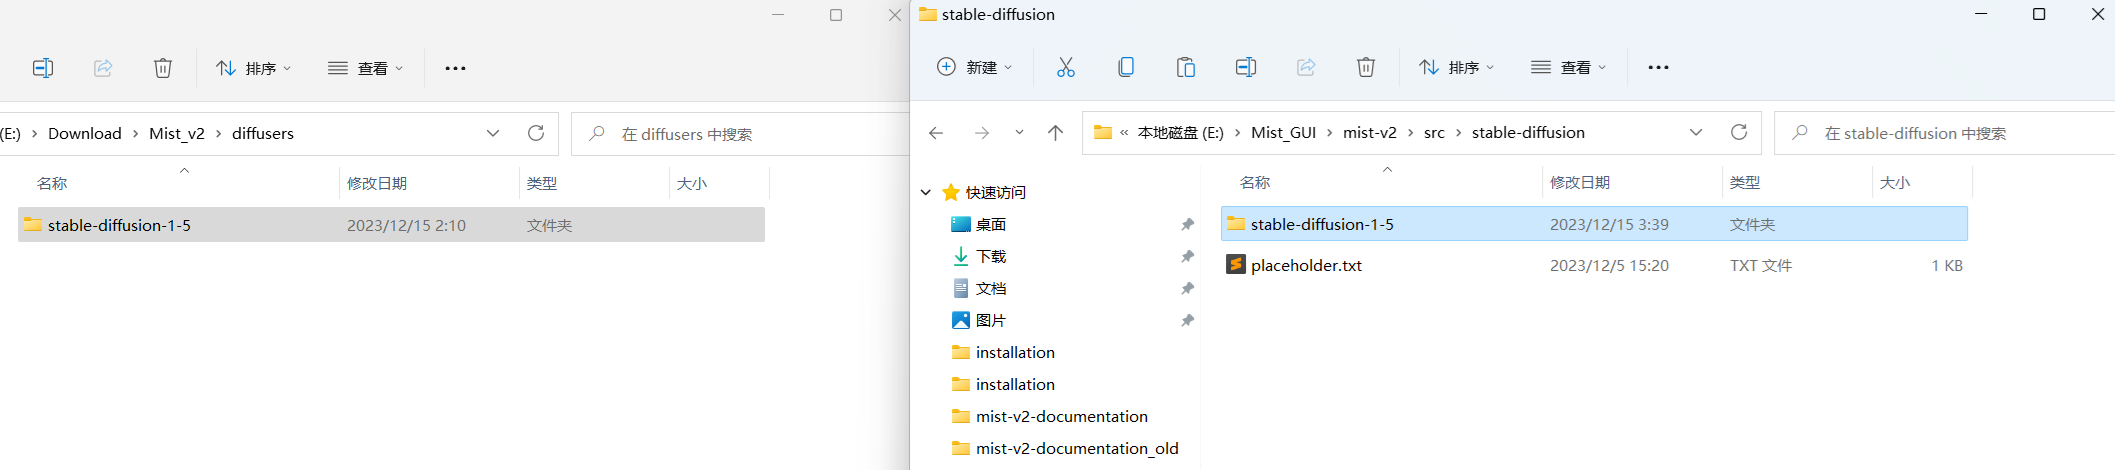 排序 查看
(E:) Download Mist_v2 diffusers
在 diffusers 中搜索
名称 修改日期 类型 大小
stable-diffusion-1-5 2023/12/15 2:10 文件夹
stable-diffusion
新建 排序 查看
« 本地磁盘 (E:) Mist_GUI mist-v2 src stable-diffusion
在 stable-diffusion 中搜索
快速访问
桌面
下载
文档
图片
installation
installation
mist-v2-documentation
mist-v2-documentation_old
名称 修改日期 类型 大小
stable-diffusion-1-5 2023/12/15 3:39 文件夹
placeholder.txt 2023/12/5 15:20 TXT 文件 1 KB